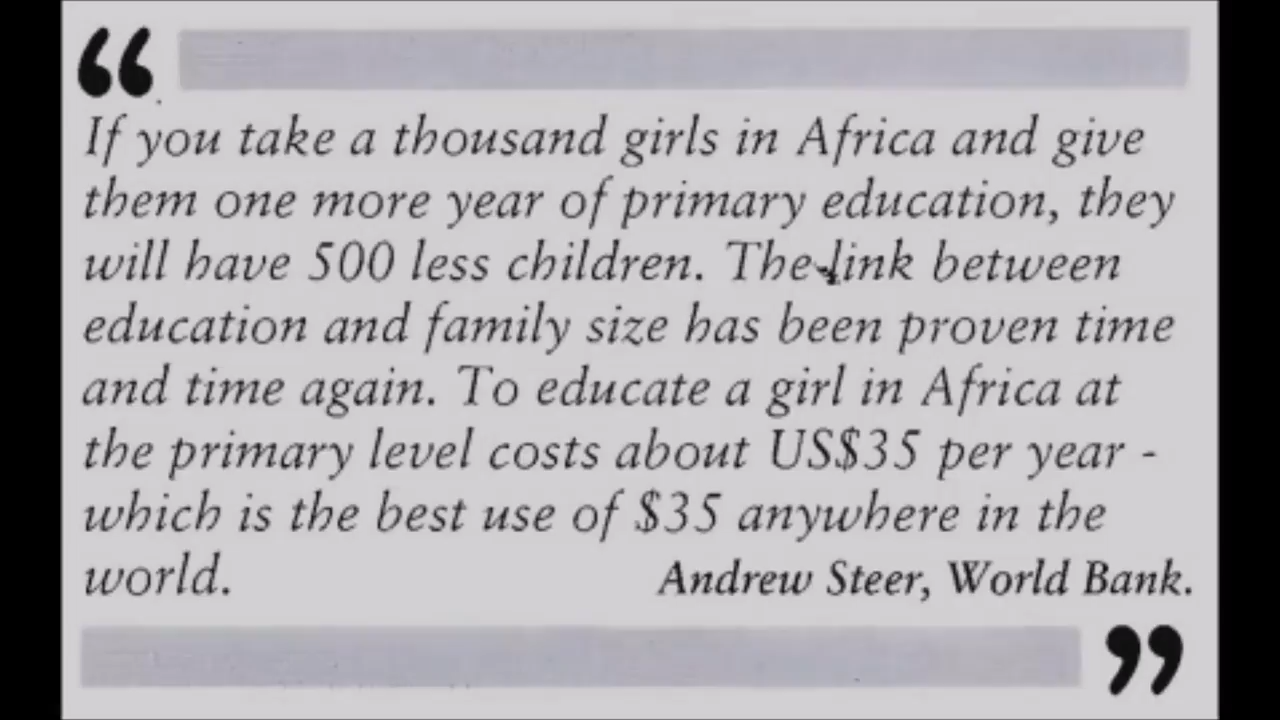 “
If you take a thousand girls in Africa and give
them one more year of primary education, they
will have 500 less children. The link between
education and family size has been proven time
and time again. To educate a girl in Africa at
the primary level costs about US$35 per year -
which is the best use of $35 anywhere in the
world. Andrew Steer, World Bank.
”